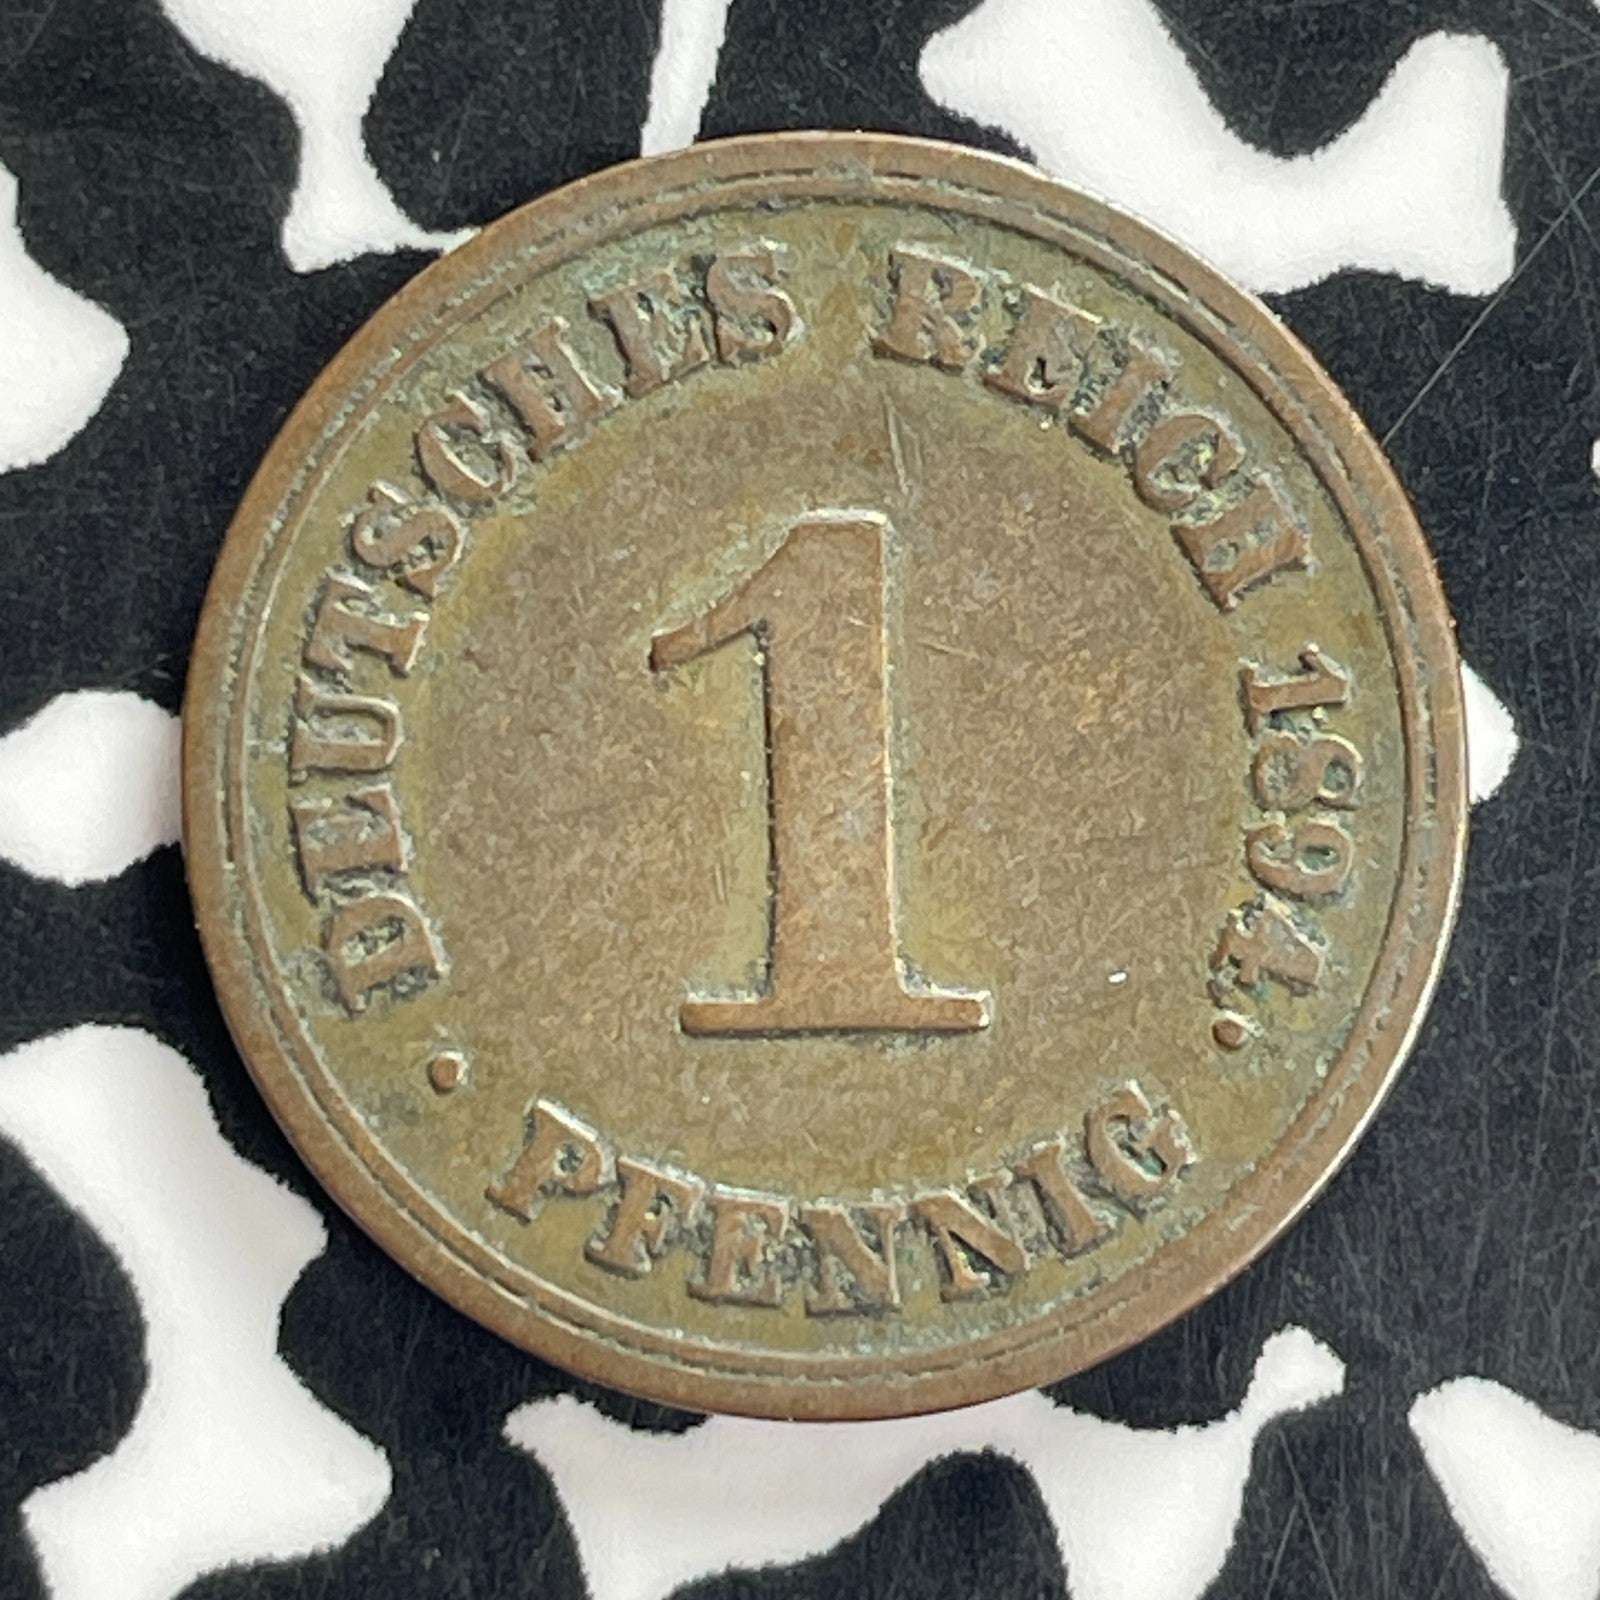 DEUTSCHES REICH 1894.
1
· PFENNIG ·